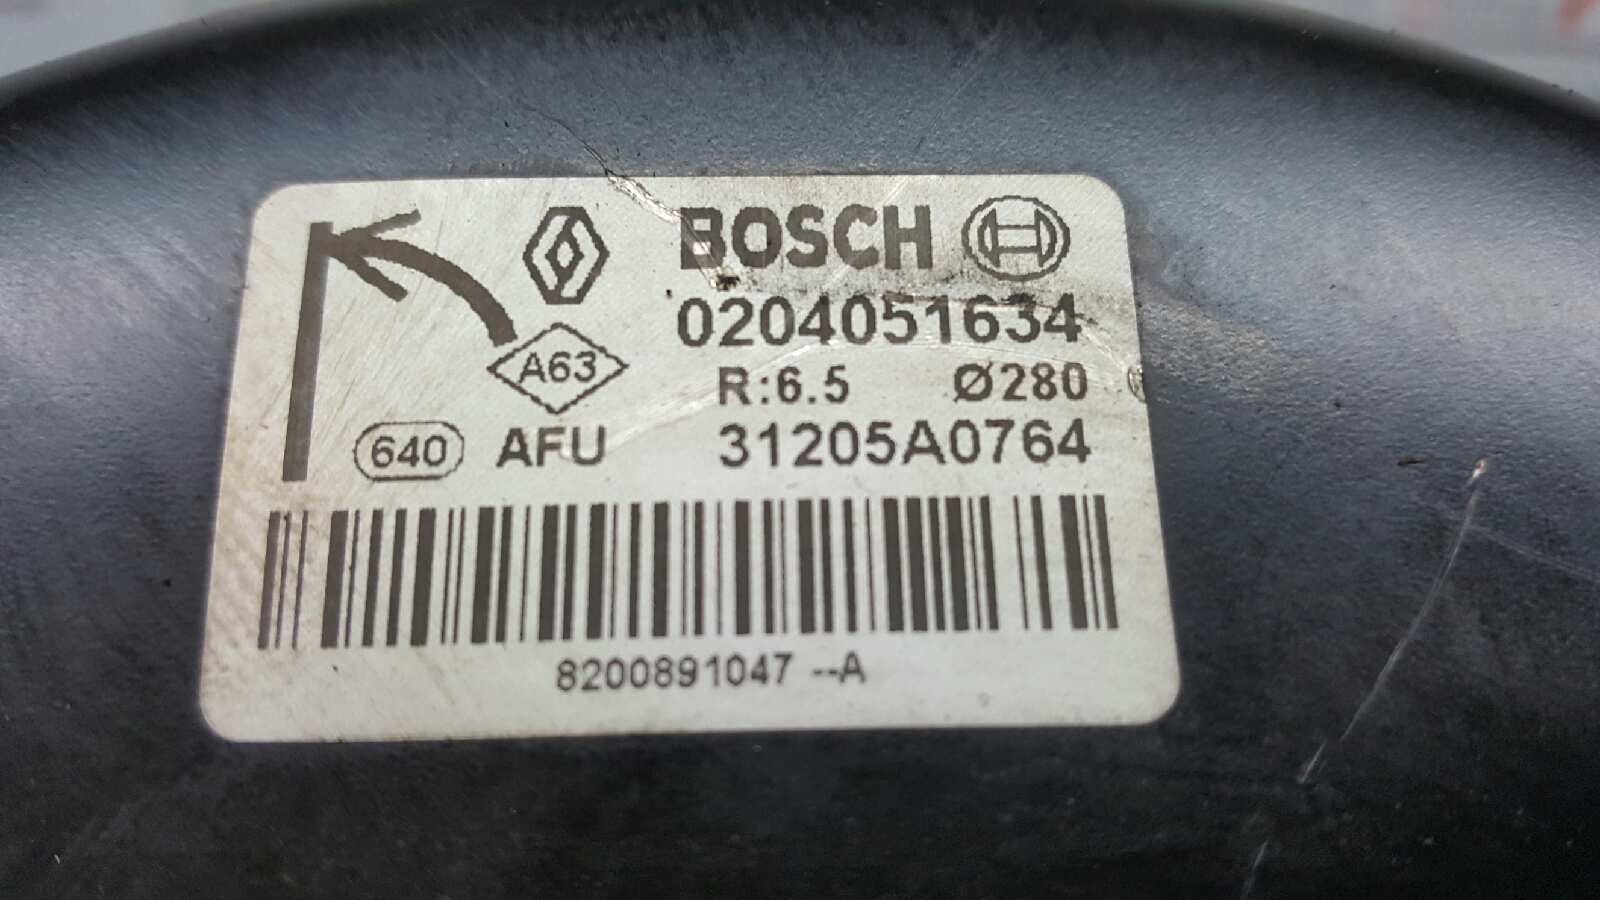 BOSCH
0204051634
A63
R:6.5 Ø280
640 AFU 31205A0764
8200891047 --A